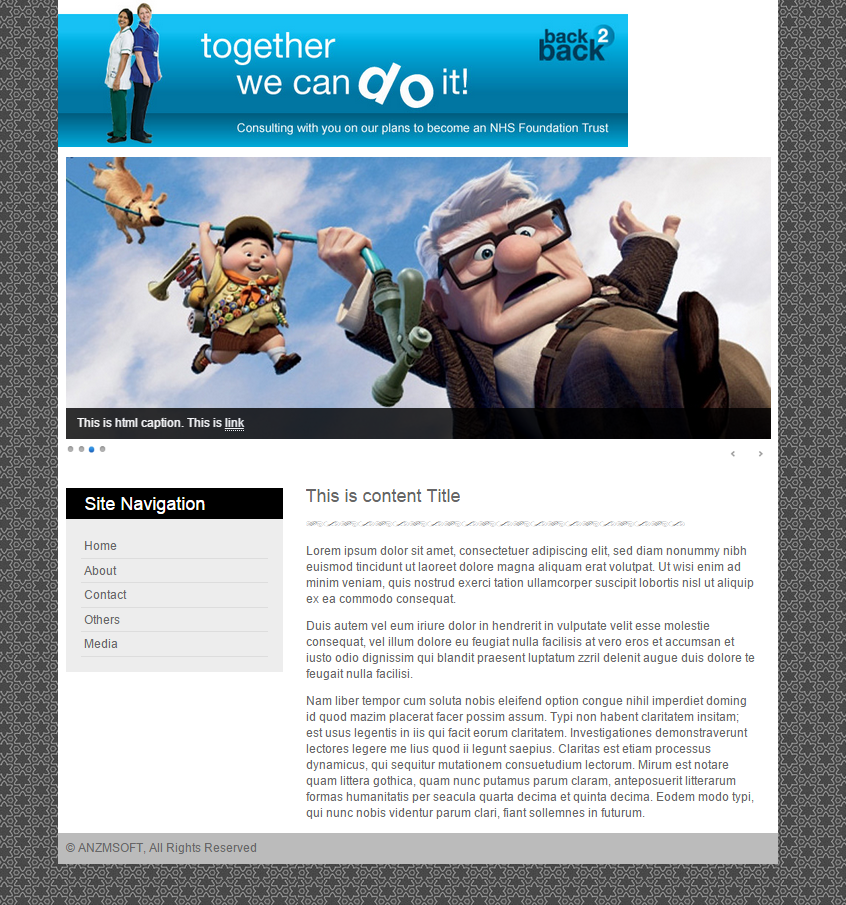 together
back 2
back
we can do it!
Consulting with you on our plans to become an NHS Foundation Trust
This is html caption. This is link
Site Navigation
Home
About
Contact
Others
Media
This is content Title
Lorem ipsum dolor sit amet, consectetuer adipiscing elit, sed diam nonummy nibh
euismod tincidunt ut laoreet dolore magna aliquam erat volutpat. Ut wisi enim ad
minim veniam, quis nostrud exerci tation ullamcorper suscipit lobortis nisl ut aliquip
ex ea commodo consequat.
Duis autem vel eum iriure dolor in hendrerit in vulputate velit esse molestie
consequat, vel illum dolore eu feugiat nulla facilisis at vero eros et accumsan et
iusto odio dignissim qui blandit praesent luptatum zzril delenit augue duis dolore te
feugait nulla facilisi.
Nam liber tempor cum soluta nobis eleifend option congue nihil imperdiet doming
id quod mazim placerat facer possim assum. Typi non habent claritatem insitam;
est usus legentis in iis qui facit eorum claritatem. Investigationes demonstraverunt
lectores legere me lius quod ii legunt saepius. Claritas est etiam processus
dynamicus, qui sequitur mutationem consuetudium lectorum. Mirum est notare
quam littera gothica, quam nunc putamus parum claram, anteposuerit litterarum
formas humanitatis per seacula quarta decima et quinta decima. Eodem modo typi,
qui nunc nobis videntur parum clari, fiant sollemnes in futurum.
© ANZMSOFT, All Rights Reserved